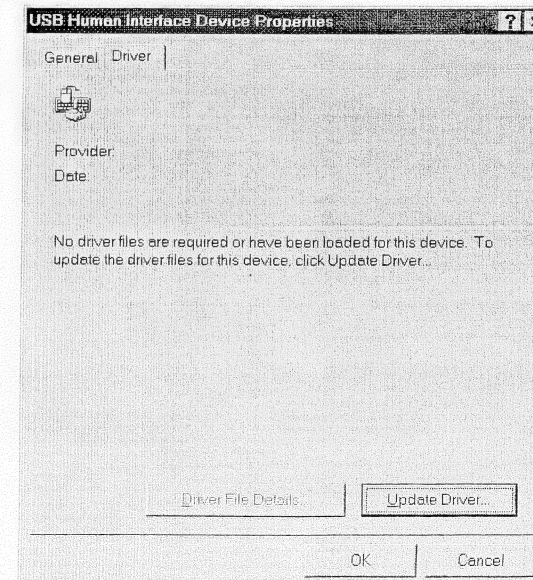 USB Human Interface Device Properties ?
General Driver
Provider:
Date:
No driver files are required or have been loaded for this device. To
update the driver files for this device, click Update Driver...
Driver File Details... Update Driver...
OK Cancel